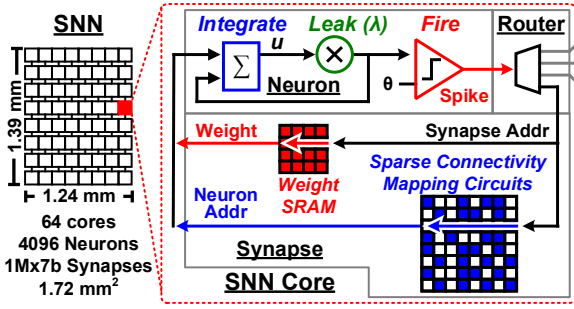 SNN
1.39 mm
1.24 mm
64 cores
4096 Neurons
1Mx7b Synapses
1.72 mm²
Integrate
u
Leak (λ)
Fire
Router
Σ
×
Neuron
θ
Spike
Weight
Synapse Addr
Weight
SRAM
Sparse Connectivity
Mapping Circuits
Neuron
Addr
Synapse
SNN Core